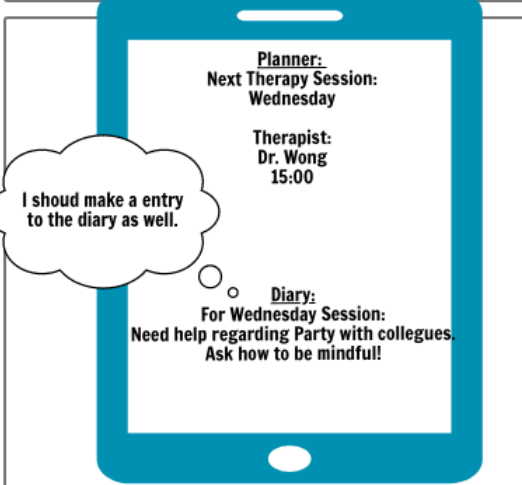 Planner:
Next Therapy Session:
Wednesday
Therapist:
Dr. Wong
15:00
I shoud make a entry
to the diary as well.
Diary:
For Wednesday Session:
Need help regarding Party with collegues.
Ask how to be mindful!